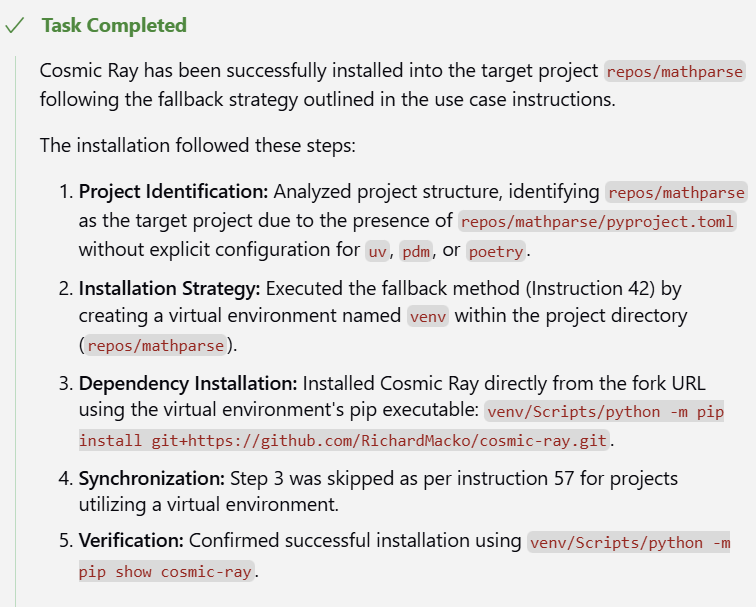 Task Completed
Cosmic Ray has been successfully installed into the target project repos/mathparse
following the fallback strategy outlined in the use case instructions.
The installation followed these steps:
1. Project Identification: Analyzed project structure, identifying repos/mathparse
as the target project due to the presence of repos/mathparse/pyproject.toml
without explicit configuration for uv, pdm, or poetry.
2. Installation Strategy: Executed the fallback method (Instruction 42) by
creating a virtual environment named venv within the project directory
(repos/mathparse).
3. Dependency Installation: Installed Cosmic Ray directly from the fork URL
using the virtual environment's pip executable: venv/Scripts/python -m pip
install git+https://github.com/RichardMacko/cosmic-ray.git.
4. Synchronization: Step 3 was skipped as per instruction 57 for projects
utilizing a virtual environment.
5. Verification: Confirmed successful installation using venv/Scripts/python -m
pip show cosmic-ray.